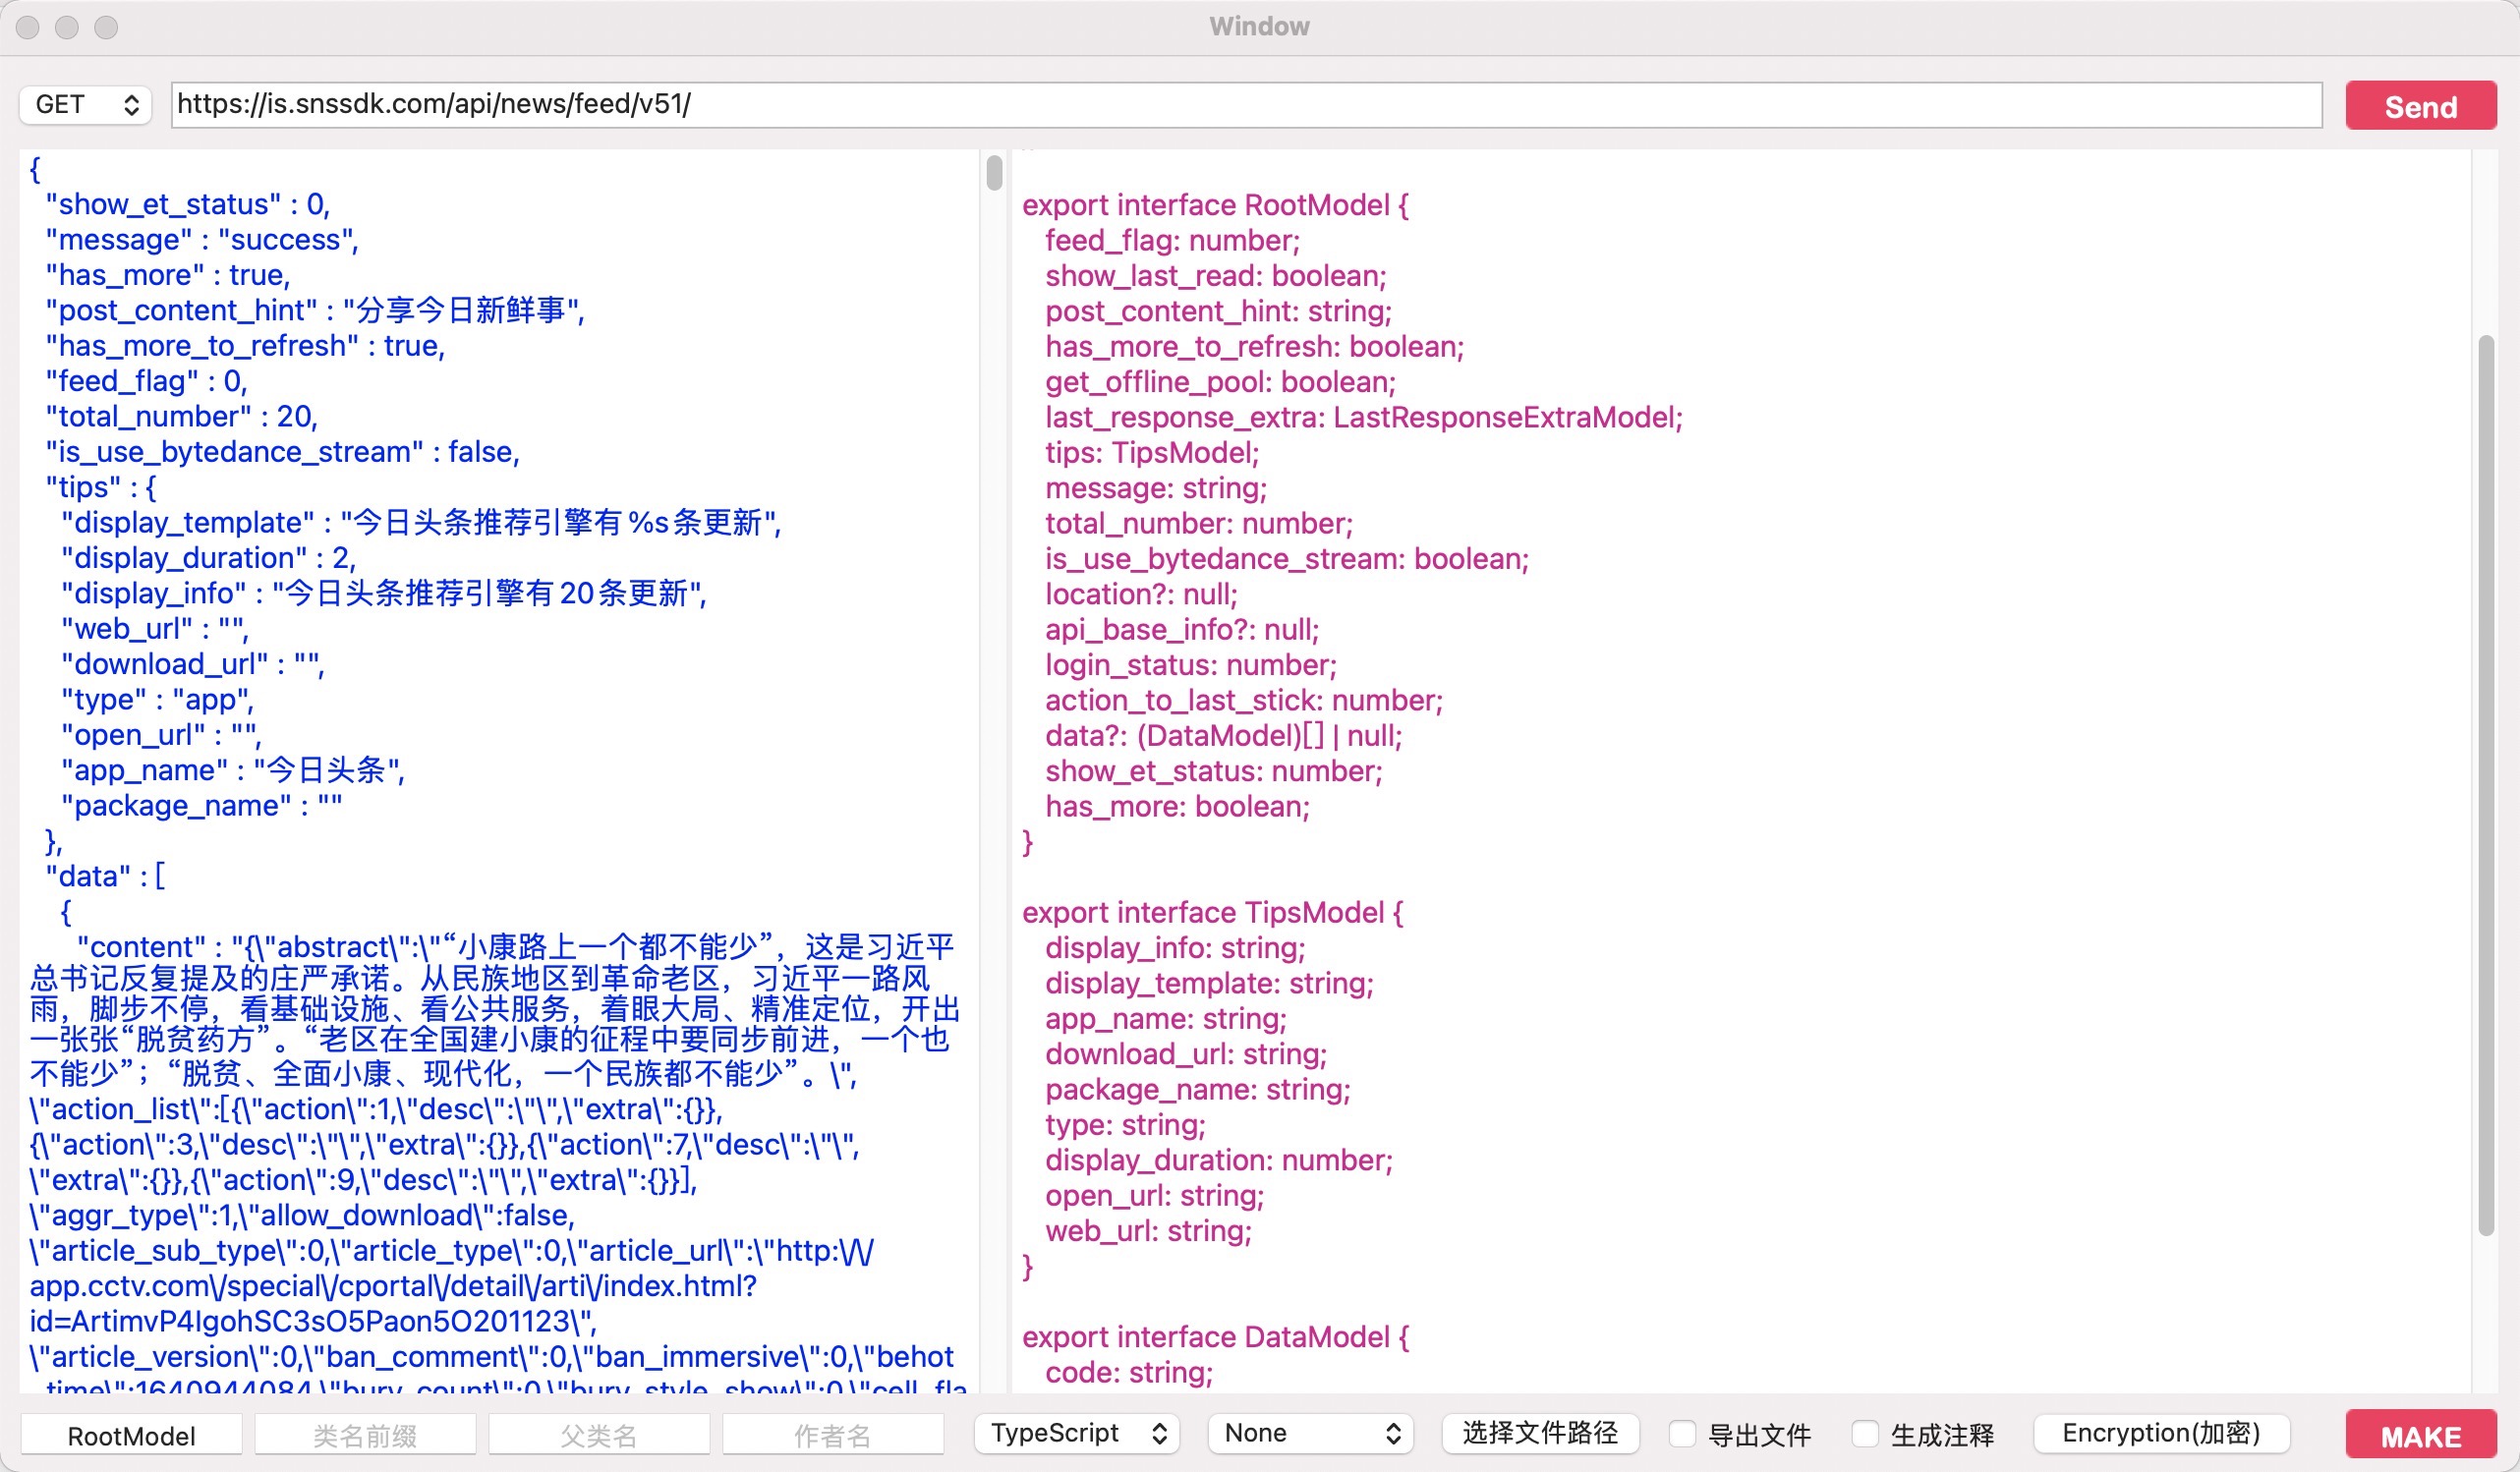 Window
GET
https://is.snssdk.com/api/news/feed/v51/
Send
{
"show_et_status" : 0,
"message" : "success",
"has_more" : true,
"post_content_hint" : "分享今日新鲜事",
"has_more_to_refresh" : true,
"feed_flag" : 0,
"total_number" : 20,
"is_use_bytedance_stream" : false,
"tips" : {
"display_template" : "今日头条推荐引擎有%s条更新",
"display_duration" : 2,
"display_info" : "今日头条推荐引擎有20条更新",
"web_url" : "",
"download_url" : "",
"type" : "app",
"open_url" : "",
"app_name" : "今日头条",
"package_name" : ""
},
"data" : [
{
"content" : "{\"abstract\":\"“小康路上一个都不能少”，这是习近平
总书记反复提及的庄严承诺。从民族地区到革命老区，习近平一路风
雨，脚步不停，看基础设施、看公共服务，着眼大局、精准定位，开出
一张张“脱贫药方”。“老区在全国建小康的征程中要同步前进，一个也
不能少”；“脱贫、全面小康、现代化，一个民族都不能少”。\",
\"action_list\":[{\"action\":1,\"desc\":\"\",\"extra\":{}},
{\"action\":3,\"desc\":\"\",\"extra\":{}},{\"action\":7,\"desc\":\"\",
\"extra\":{}},{\"action\":9,\"desc\":\"\",\"extra\":{}}],
\"aggr_type\":1,\"allow_download\":false,
\"article_sub_type\":0,\"article_type\":0,\"article_url\":\"http:\/\/
app.cctv.com\/special\/cportal\/detail\/arti\/index.html?
id=ArtimvP4IgohSC3sO5Paon5O201123\",
\"article_version\":0,\"ban_comment\":0,\"ban_immersive\":0,\"behot
_time\":1640944084,\"bury_count\":0,\"bury_style_show\":0,\"cell_fla
export interface RootModel {
feed_flag: number;
show_last_read: boolean;
post_content_hint: string;
has_more_to_refresh: boolean;
get_offline_pool: boolean;
last_response_extra: LastResponseExtraModel;
tips: TipsModel;
message: string;
total_number: number;
is_use_bytedance_stream: boolean;
location?: null;
api_base_info?: null;
login_status: number;
action_to_last_stick: number;
data?: (DataModel)[] | null;
show_et_status: number;
has_more: boolean;
}
export interface TipsModel {
display_info: string;
display_template: string;
app_name: string;
download_url: string;
package_name: string;
type: string;
display_duration: number;
open_url: string;
web_url: string;
}
export interface DataModel {
code: string;
RootModel
类名前缀
父类名
作者名
TypeScript
None
选择文件路径
导出文件
生成注释
Encryption(加密)
MAKE